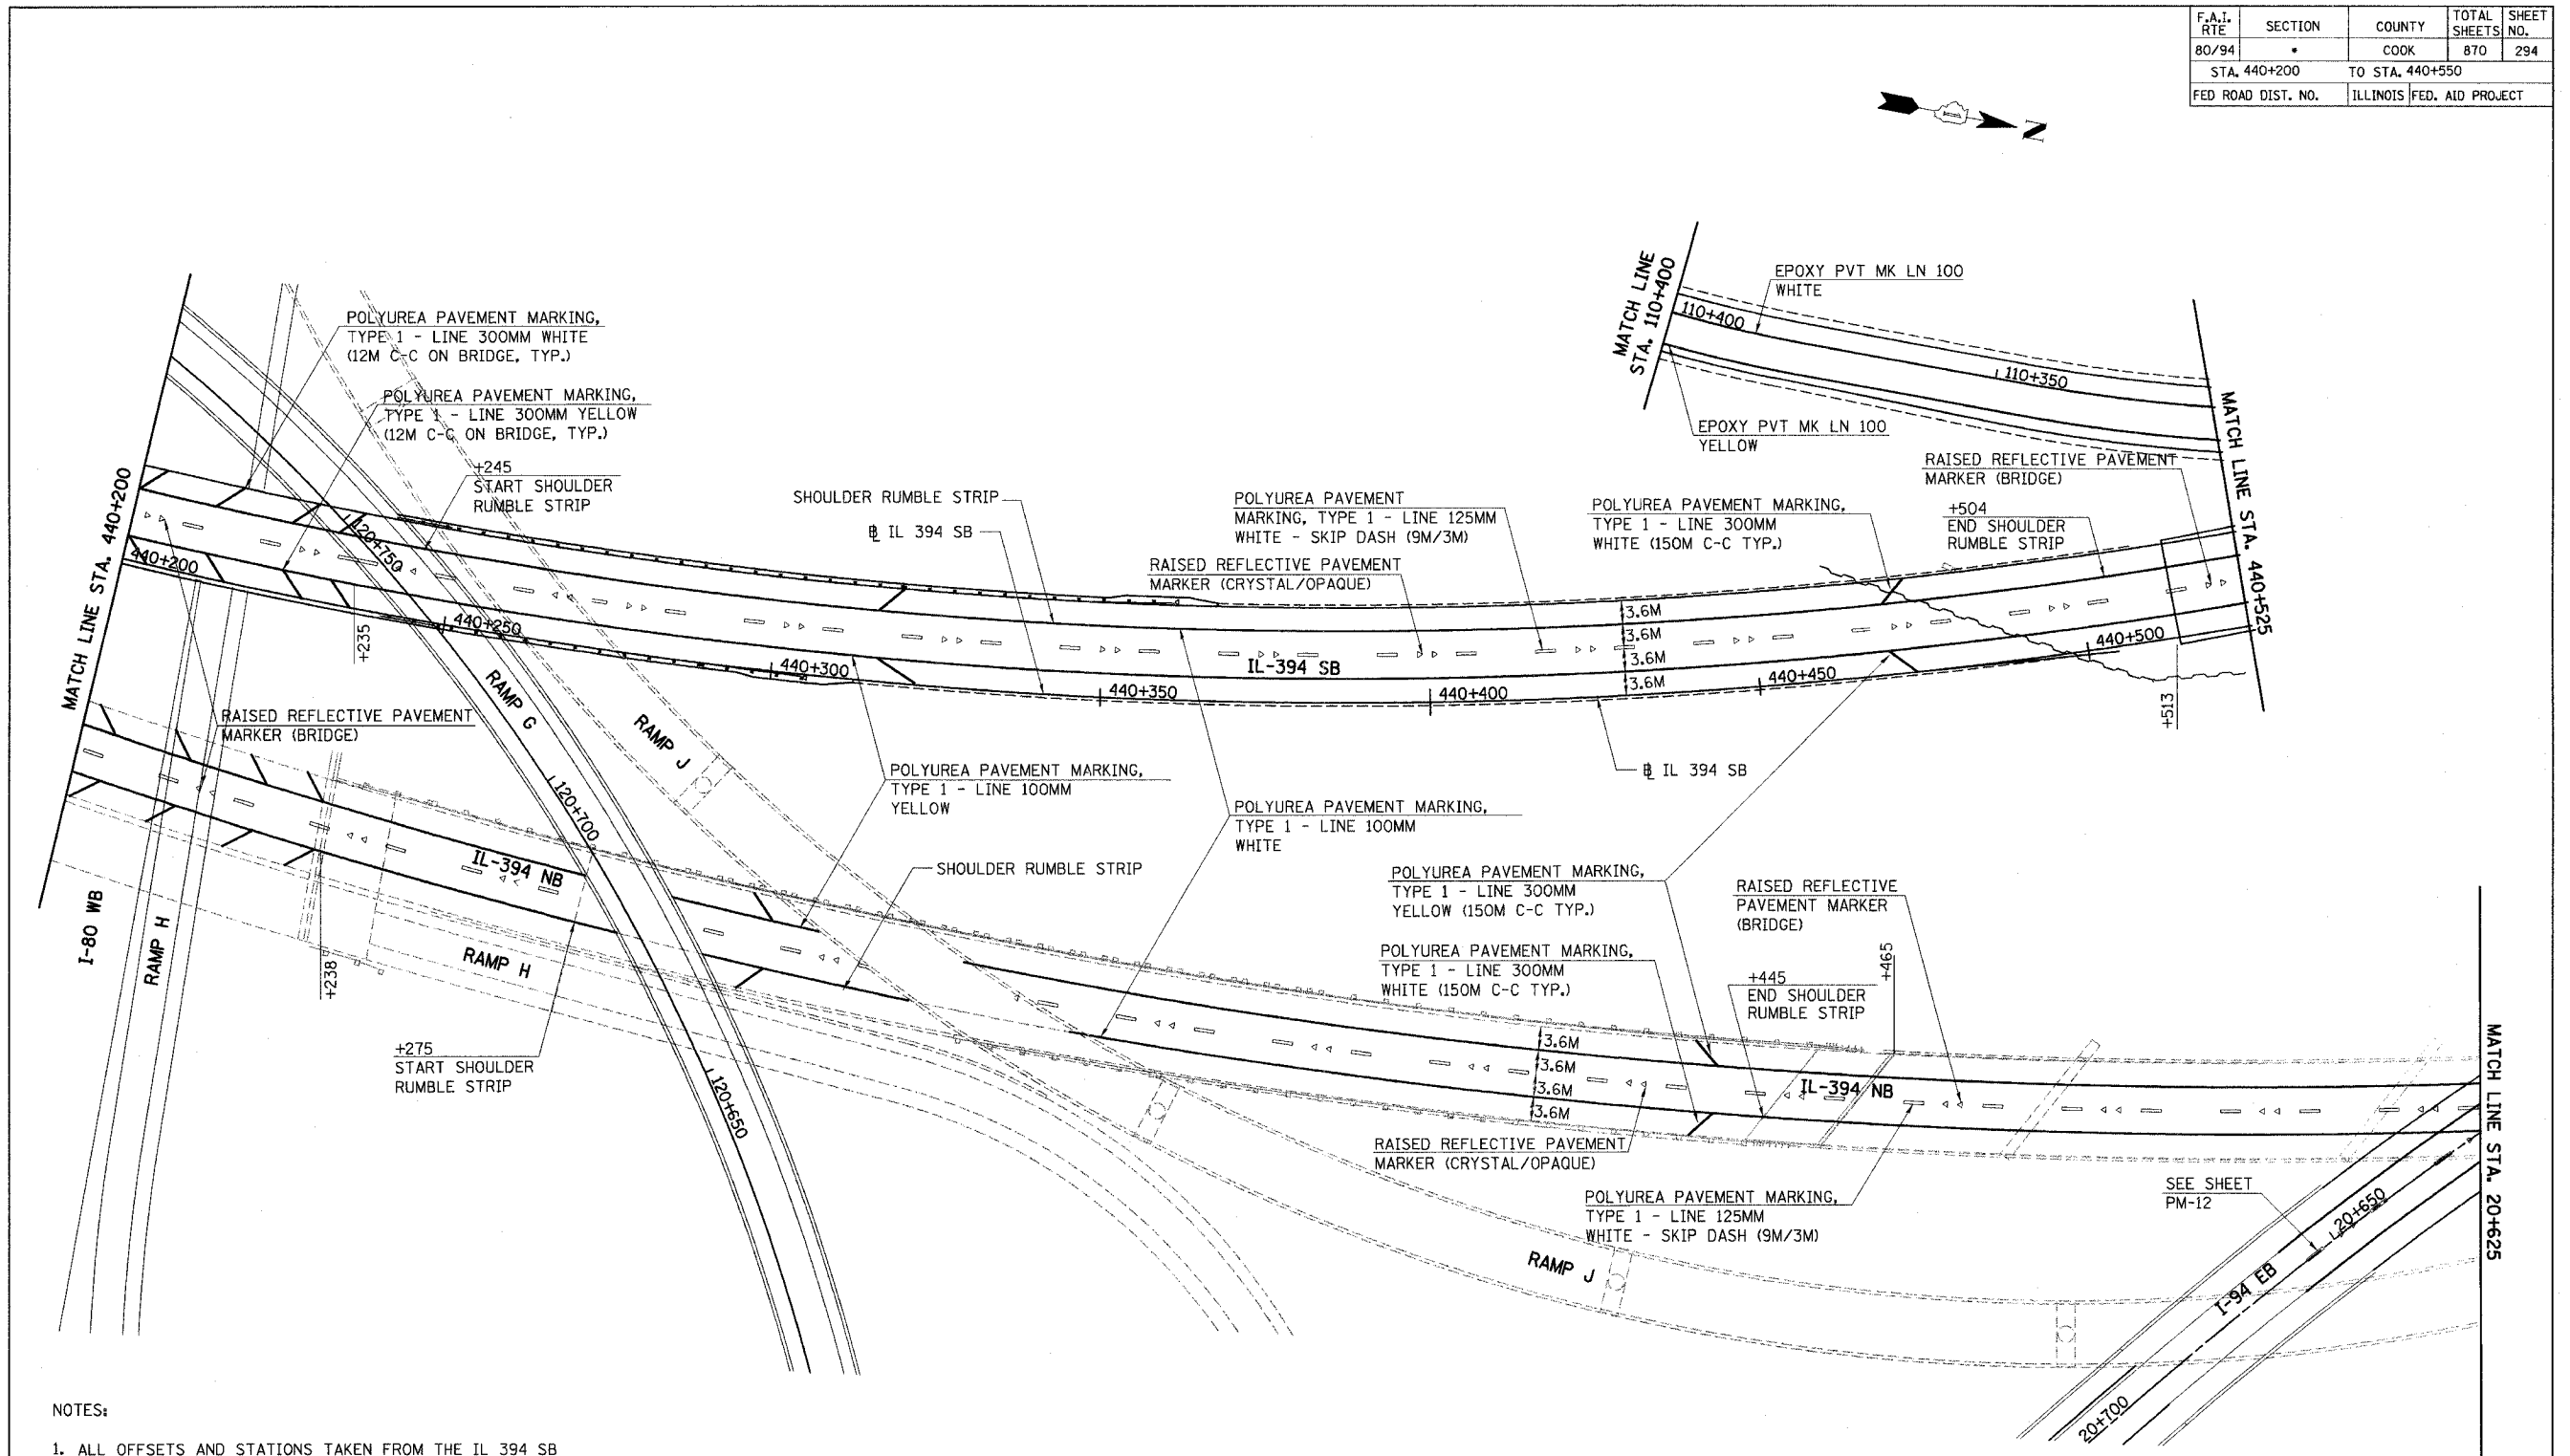 F.A.I. RTE SECTION COUNTY TOTAL SHEETS SHEET NO.
80/94 • COOK 870 294
STA. 440+200 TO STA. 440+550
FED ROAD DIST. NO. ILLINOIS FED. AID PROJECT
N
MATCH LINE
STA. 110+400
EPOXY PVT MK LN 100
WHITE
110+400
110+350
EPOXY PVT MK LN 100
YELLOW
POLYUREA PAVEMENT MARKING,
TYPE 1 - LINE 300MM WHITE
(12M C-C ON BRIDGE, TYP.)
POLYUREA PAVEMENT MARKING,
TYPE 1 - LINE 300MM YELLOW
(12M C-C ON BRIDGE, TYP.)
+245
START SHOULDER
RUMBLE STRIP
SHOULDER RUMBLE STRIP
℄ IL 394 SB
POLYUREA PAVEMENT
MARKING, TYPE 1 - LINE 125MM
WHITE - SKIP DASH (9M/3M)
RAISED REFLECTIVE PAVEMENT
MARKER (CRYSTAL/OPAQUE)
POLYUREA PAVEMENT MARKING,
TYPE 1 - LINE 300MM
WHITE (150M C-C TYP.)
RAISED REFLECTIVE PAVEMENT
MARKER (BRIDGE)
+504
END SHOULDER
RUMBLE STRIP
MATCH LINE STA. 440+525
MATCH LINE STA. 440+200
440+200
120+750
+235
440+250
440+300
440+350
440+400
440+450
440+500
IL-394 SB
3.6M
3.6M
3.6M
3.6M
+513
℄ IL 394 SB
RAISED REFLECTIVE PAVEMENT
MARKER (BRIDGE)
RAMP G
RAMP J
120+700
POLYUREA PAVEMENT MARKING,
TYPE 1 - LINE 100MM
YELLOW
POLYUREA PAVEMENT MARKING,
TYPE 1 - LINE 100MM
WHITE
SHOULDER RUMBLE STRIP
IL-394 NB
I-80 WB
RAMP H
RAMP H
+238
+275
START SHOULDER
RUMBLE STRIP
120+650
POLYUREA PAVEMENT MARKING,
TYPE 1 - LINE 300MM
YELLOW (150M C-C TYP.)
POLYUREA PAVEMENT MARKING,
TYPE 1 - LINE 300MM
WHITE (150M C-C TYP.)
RAISED REFLECTIVE
PAVEMENT MARKER
(BRIDGE)
+445
END SHOULDER
RUMBLE STRIP
+465
3.6M
3.6M
3.6M
3.6M
IL-394 NB
RAISED REFLECTIVE PAVEMENT
MARKER (CRYSTAL/OPAQUE)
POLYUREA PAVEMENT MARKING,
TYPE 1 - LINE 125MM
WHITE - SKIP DASH (9M/3M)
RAMP J
SEE SHEET
PM-12
MATCH LINE STA. 20+625
20+650
I-94 EB
20+700
NOTES:
1. ALL OFFSETS AND STATIONS TAKEN FROM THE IL 394 SB